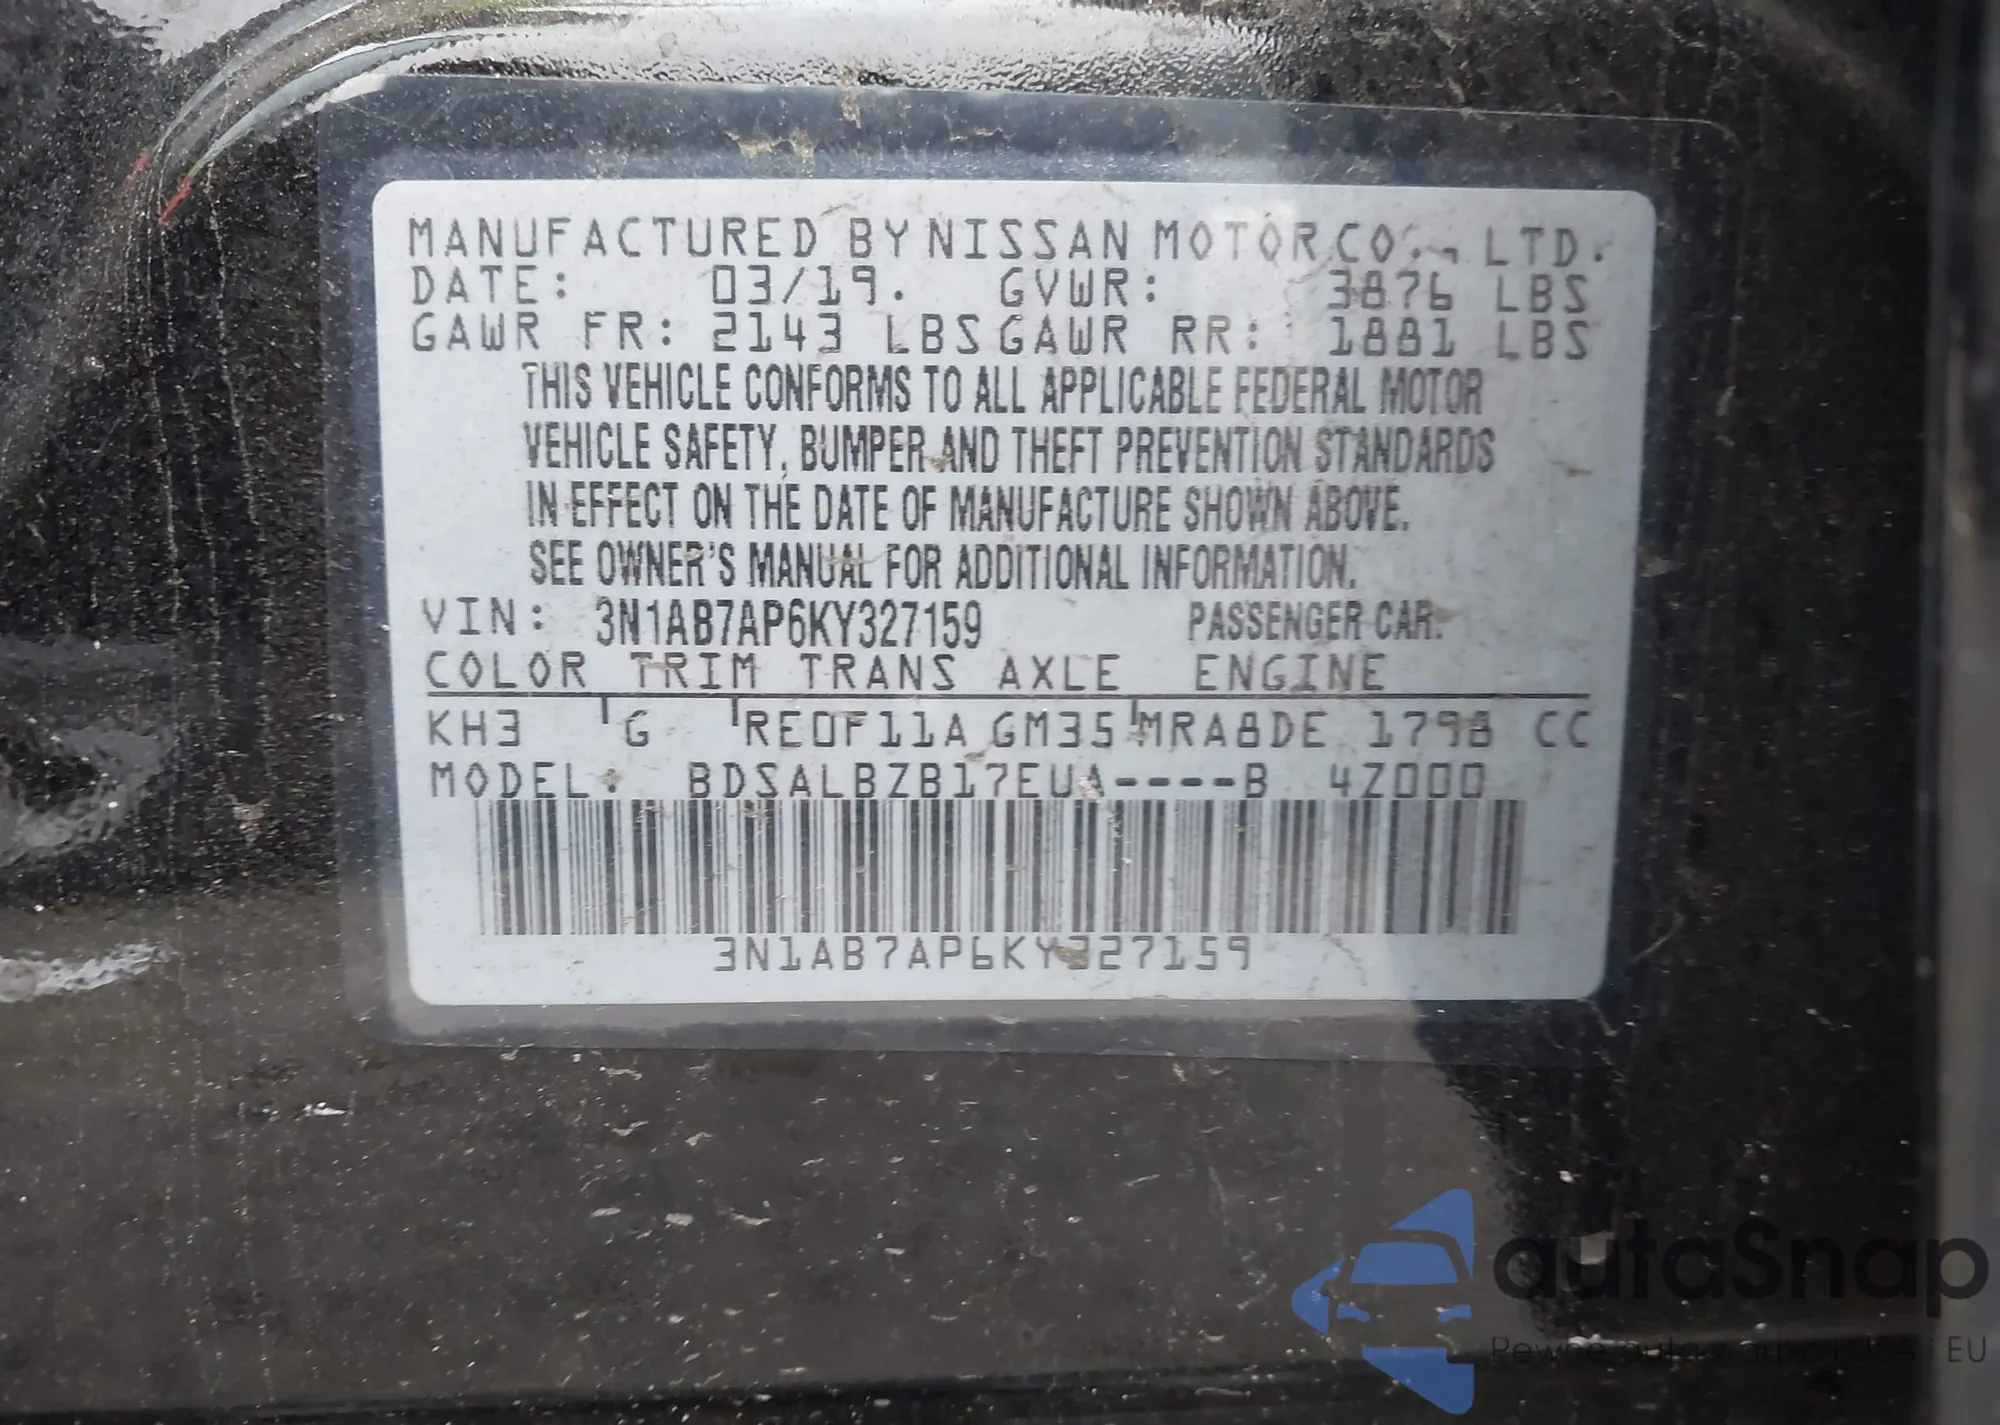 MANUFACTURED BY NISSAN MOTOR CO., LTD.
DATE: 03/19. GVWR: 3876 LBS
GAWR FR: 2143 LBS GAWR RR: 1881 LBS
THIS VEHICLE CONFORMS TO ALL APPLICABLE FEDERAL MOTOR
VEHICLE SAFETY, BUMPER AND THEFT PREVENTION STANDARDS
IN EFFECT ON THE DATE OF MANUFACTURE SHOWN ABOVE.
SEE OWNER'S MANUAL FOR ADDITIONAL INFORMATION.
VIN: 3N1AB7AP6KY327159 PASSENGER CAR.
COLOR TRIM TRANS AXLE ENGINE
KH3 G RE0F11A GM35 MRA8DE 1798 CC
MODEL: BDSALBZB17EUA----B 4Z000
3N1AB7AP6KY327159
autaSnap
EU